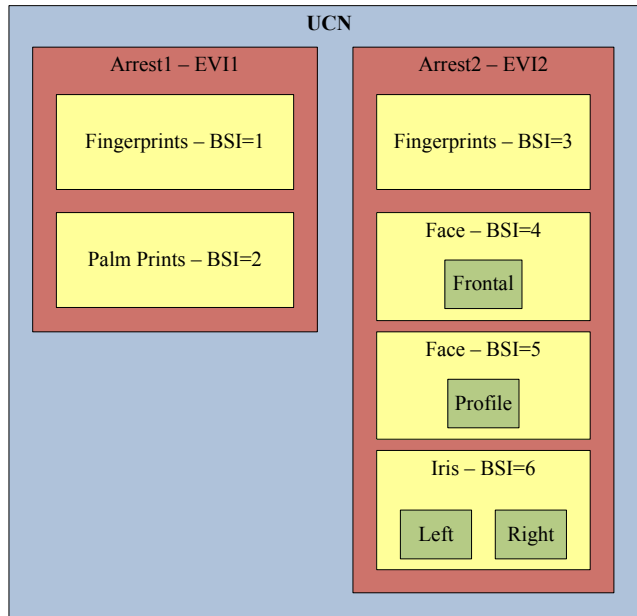 UCN
Arrest1 – EVI1
Fingerprints – BSI=1
Palm Prints – BSI=2
Arrest2 – EVI2
Fingerprints – BSI=3
Face – BSI=4
Frontal
Face – BSI=5
Profile
Iris – BSI=6
Left
Right